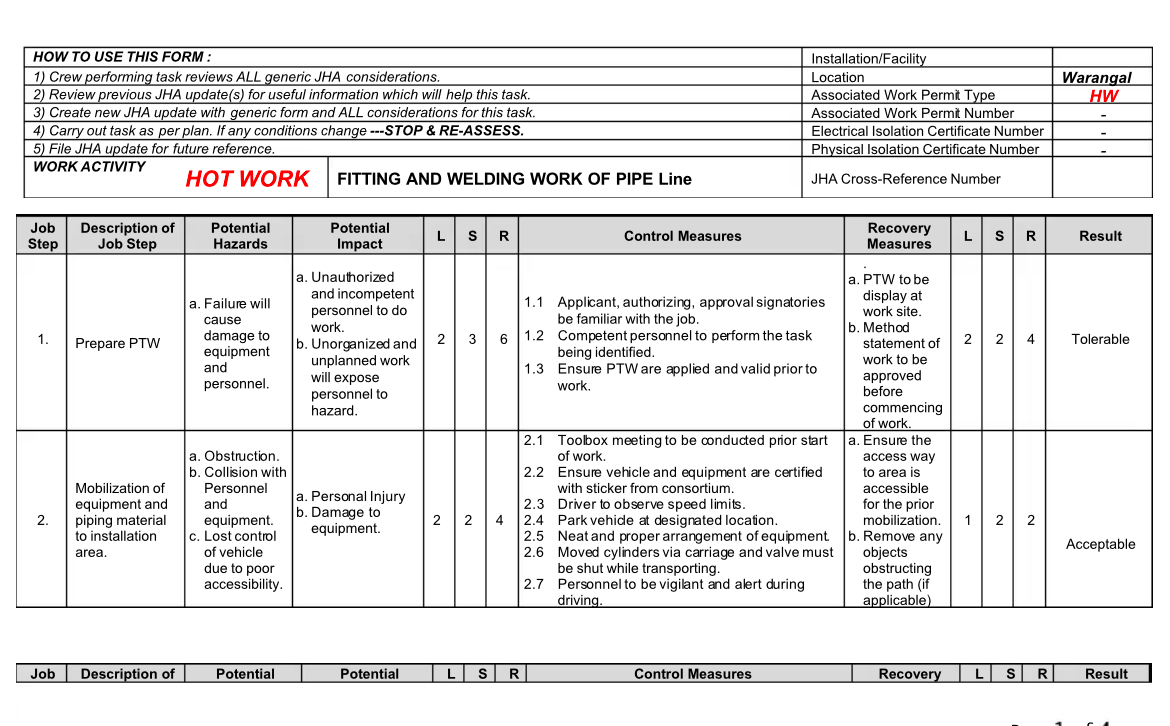 HOW TO USE THIS FORM :
Installation/Facility
1) Crew performing task reviews ALL generic JHA considerations.
Location
Warangal
2) Review previous JHA update(s) for useful information which will help this task.
Associated Work Permit Type
HW
3) Create new JHA update with generic form and ALL considerations for this task.
Associated Work Permit Number
-
4) Carry out task as per plan. If any conditions change ---STOP & RE-ASSESS.
Electrical Isolation Certificate Number
-
5) File JHA update for future reference.
Physical Isolation Certificate Number
-
WORK ACTIVITY
HOT WORK
FITTING AND WELDING WORK OF PIPE Line
JHA Cross-Reference Number
Job
Step
Description of
Job Step
Potential
Hazards
Potential
Impact
L
S
R
Control Measures
Recovery
Measures
L
S
R
Result
1.
Prepare PTW
a. Failure will
cause
damage to
equipment
and
personnel.
a. Unauthorized
and incompetent
personnel to do
work.
b. Unorganized and
unplanned work
will expose
personnel to
hazard.
2
3
6
1.1 Applicant, authorizing, approval signatories
be familiar with the job.
1.2 Competent personnel to perform the task
being identified.
1.3 Ensure PTW are applied and valid prior to
work.
.
a. PTW to be
display at
work site.
b. Method
statement of
work to be
approved
before
commencing
of work.
2
2
4
Tolerable
2.
Mobilization of
equipment and
piping material
to installation
area.
a. Obstruction.
b. Collision with
Personnel
and
equipment.
c. Lost control
of vehicle
due to poor
accessibility.
a. Personal Injury
b. Damage to
equipment.
2
2
4
2.1 Toolbox meeting to be conducted prior start
of work.
2.2 Ensure vehicle and equipment are certified
with sticker from consortium.
2.3 Driver to observe speed limits.
2.4 Park vehicle at designated location.
2.5 Neat and proper arrangement of equipment.
2.6 Moved cylinders via carriage and valve must
be shut while transporting.
2.7 Personnel to be vigilant and alert during
driving.
a. Ensure the
access way
to area is
accessible
for the prior
mobilization.
b. Remove any
objects
obstructing
the path (if
applicable)
1
2
2
Acceptable
Job
Description of
Potential
Potential
L
S
R
Control Measures
Recovery
L
S
R
Result